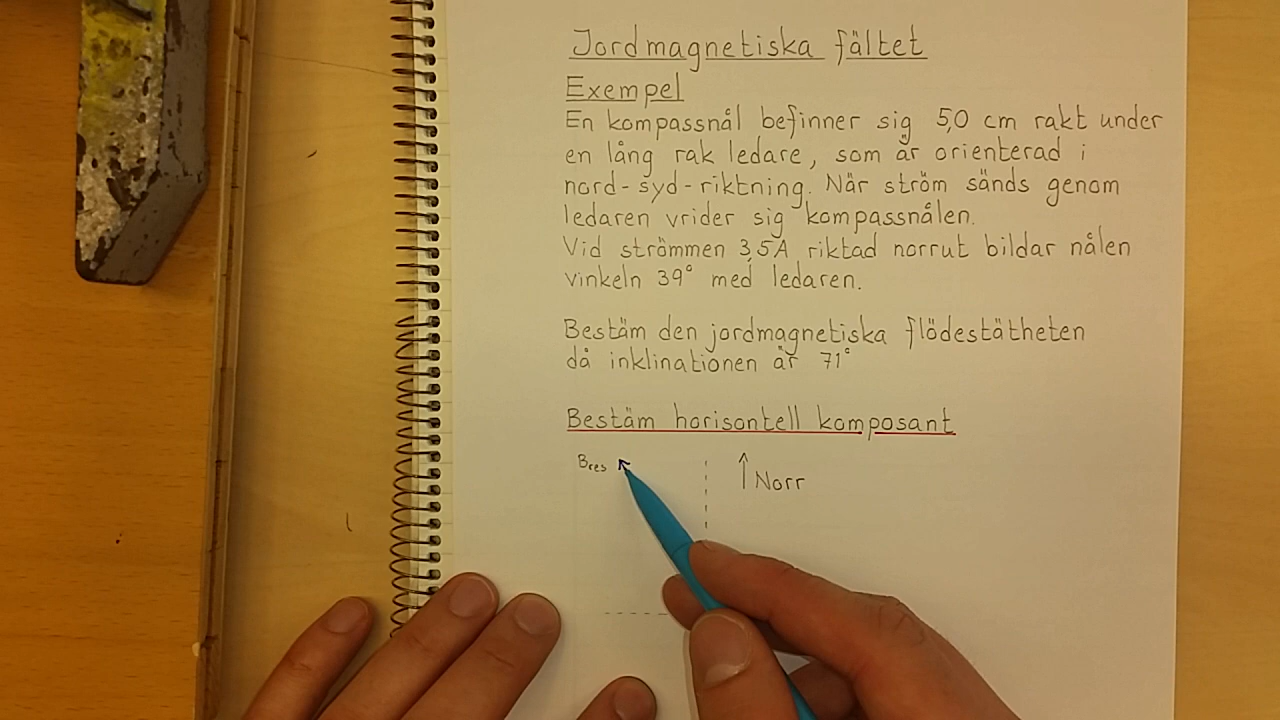 Jordmagnetiska fältet
Exempel
En kompassnål befinner sig 5,0 cm rakt under
en lång rak ledare, som är orienterad i
nord-syd-riktning. När ström sänds genom
ledaren vrider sig kompassnålen.
Vid strömmen 3,5A riktad norrut bildar nålen
vinkeln 39° med ledaren.
Bestäm den jordmagnetiska flödestätheten
då inklinationen är 71°
Bestäm horisontell komposant
Bres
Norr